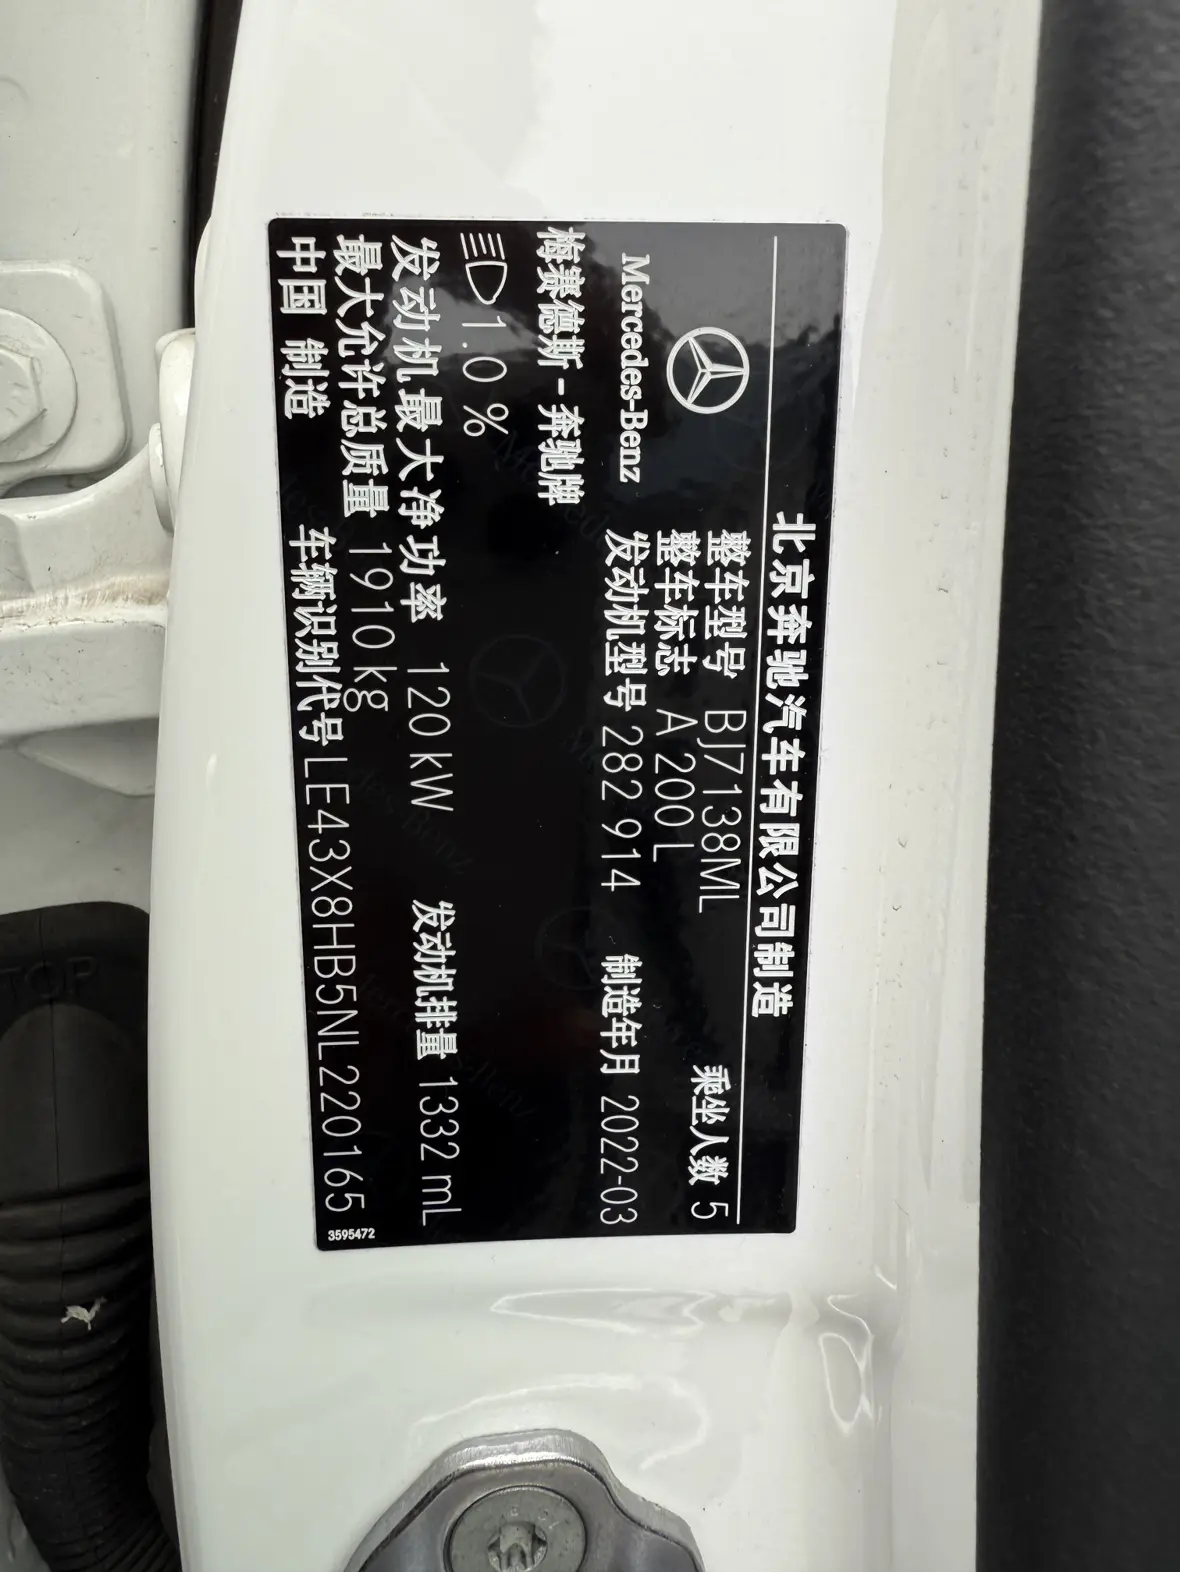 北京奔驰汽车有限公司制造
Mercedes-Benz
梅赛德斯-奔驰牌
整车型号 BJ7138ML 乘坐人数 5
整车标志 A 200 L
发动机型号 282 914 制造年月 2022-03
1.0 %
发动机最大净功率 120 kW 发动机排量 1332 mL
最大允许总质量 1910 kg
中国 制造 车辆识别代号 LE43X8HB5NL220165
3595472
TOP